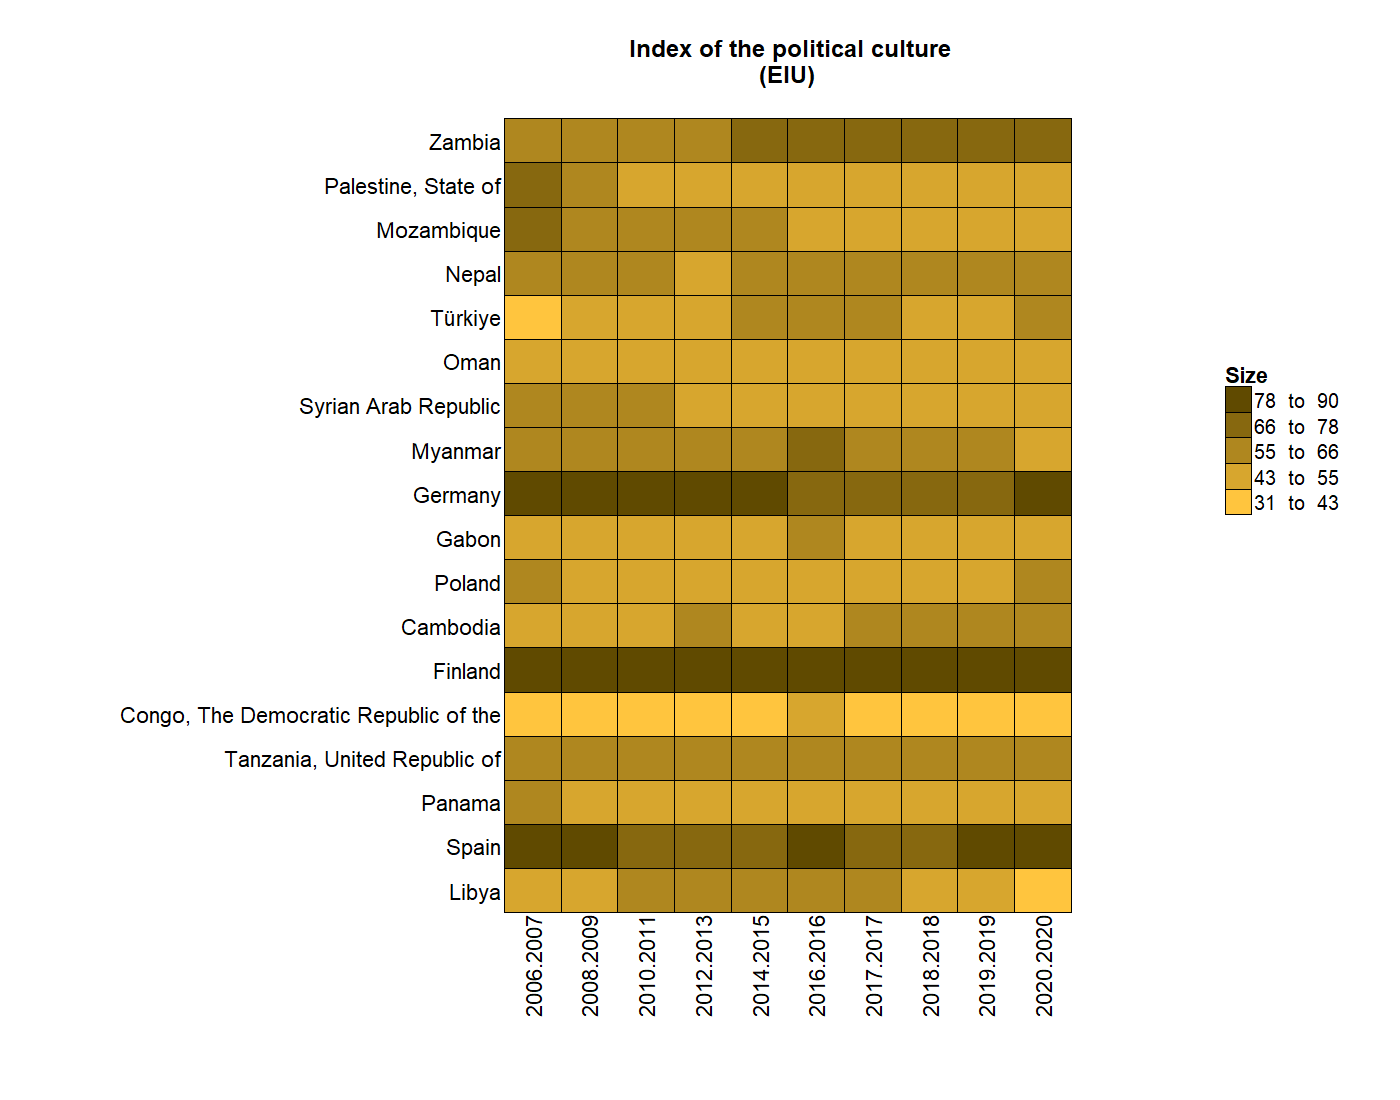 Index of the political culture
(EIU)
Zambia
Palestine, State of
Mozambique
Nepal
Türkiye
Oman
Syrian Arab Republic
Myanmar
Germany
Gabon
Poland
Cambodia
Finland
Congo, The Democratic Republic of the
Tanzania, United Republic of
Panama
Spain
Libya
2006.2007
2008.2009
2010.2011
2012.2013
2014.2015
2016.2016
2017.2017
2018.2018
2019.2019
2020.2020
Size
78 to 90
66 to 78
55 to 66
43 to 55
31 to 43